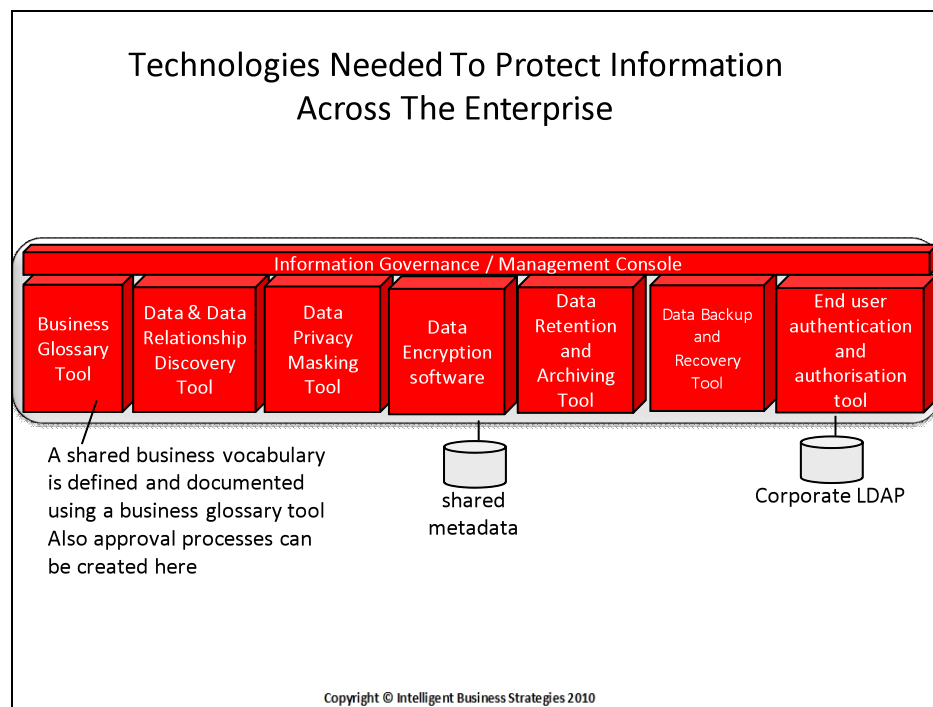 Technologies Needed To Protect Information
Across The Enterprise
Information Governance / Management Console
Business
Glossary
Tool
Data & Data
Relationship
Discovery
Tool
Data
Privacy
Masking
Tool
Data
Encryption
software
Data
Retention
and
Archiving
Tool
Data Backup
and
Recovery
Tool
End user
authentication
and
authorisation
tool
A shared business vocabulary
is defined and documented
using a business glossary tool
Also approval processes can
be created here
shared
metadata
Corporate LDAP
Copyright © Intelligent Business Strategies 2010